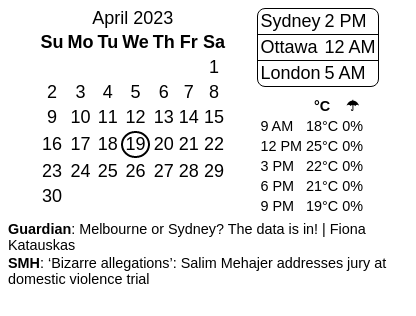 April 2023
Su Mo Tu We Th Fr Sa
1
2 3 4 5 6 7 8
9 10 11 12 13 14 15
16 17 18 19 20 21 22
23 24 25 26 27 28 29
30
Sydney 2 PM
Ottawa 12 AM
London 5 AM
°C ☂
9 AM 18°C 0%
12 PM 25°C 0%
3 PM 22°C 0%
6 PM 21°C 0%
9 PM 19°C 0%
Guardian: Melbourne or Sydney? The data is in! | Fiona
Katauskas
SMH: ‘Bizarre allegations’: Salim Mehajer addresses jury at
domestic violence trial